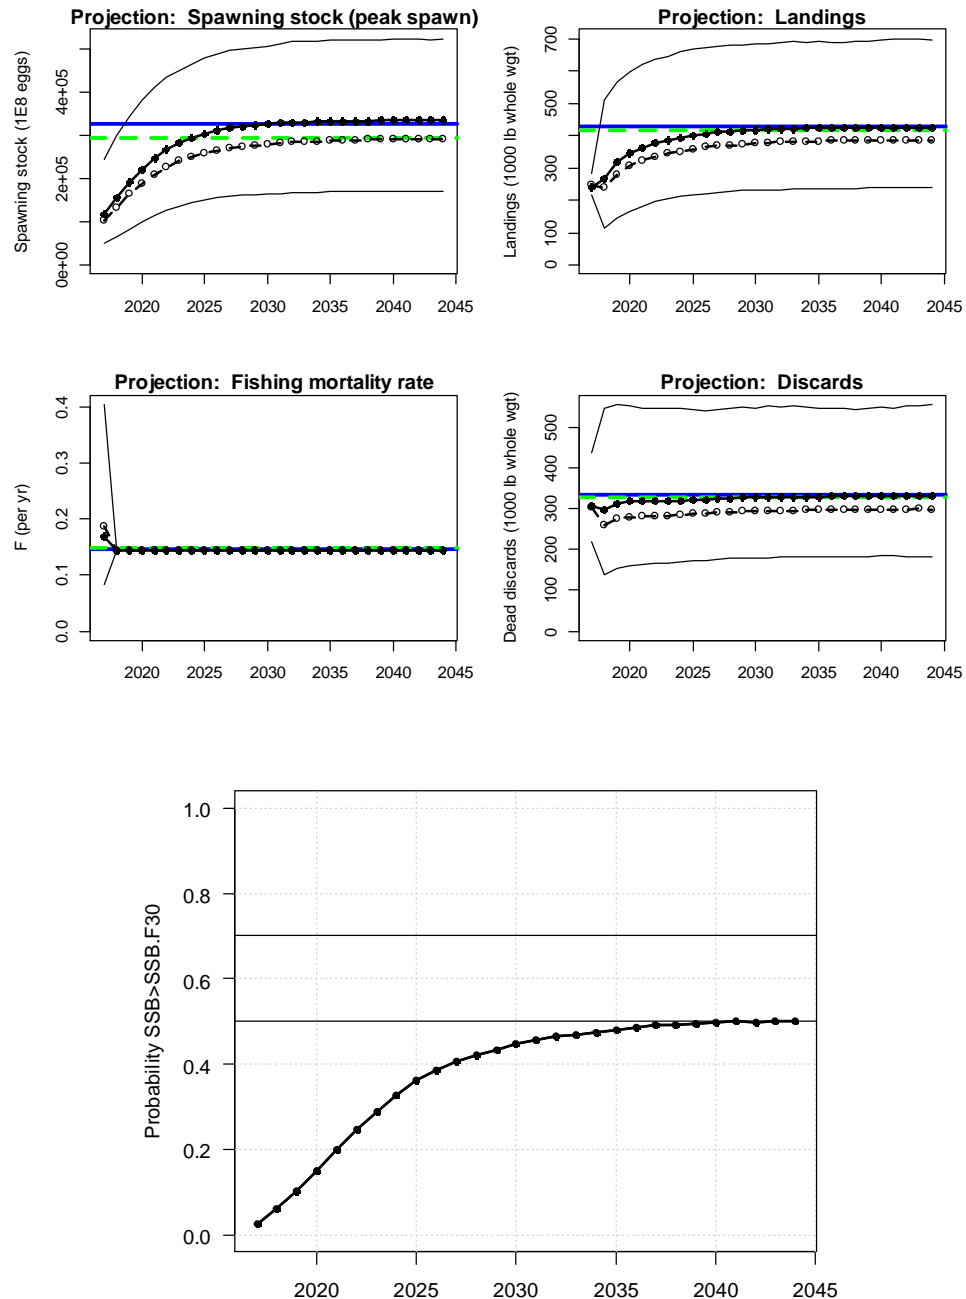 Projection: Spawning stock (peak spawn)
Spawning stock (1E8 eggs)
0e+00 2e+05 4e+05
2020 2025 2030 2035 2040 2045
Projection: Landings
Landings (1000 lb whole wgt)
0 100 300 400 500 700
2020 2025 2030 2035 2040 2045
Projection: Fishing mortality rate
F (per yr)
0.0 0.1 0.2 0.3 0.4
2020 2025 2030 2035 2040 2045
Projection: Discards
Dead discards (1000 lb whole wgt)
0 100 200 300 400 500
2020 2025 2030 2035 2040 2045
Probability SSB>SSB.F30
1.0
0.8
0.6
0.4
0.2
0.0
2020 2025 2030 2035 2040 2045